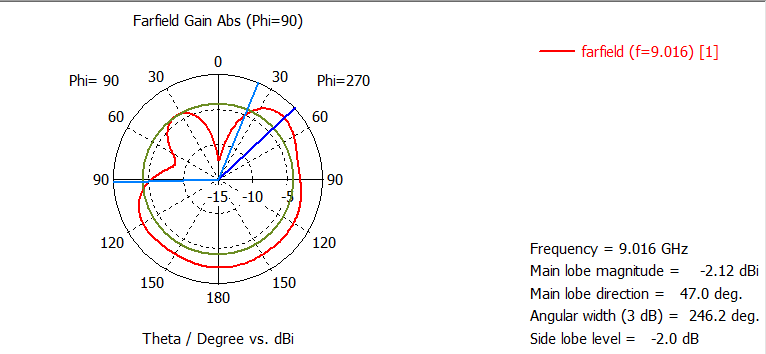 Farfield Gain Abs (Phi=90)
farfield (f=9.016) [1]
0
Phi= 90
30
30
Phi=270
60
60
90
90
-15
-10
-5
120
120
150
150
180
Frequency = 9.016 GHz
Main lobe magnitude = -2.12 dBi
Main lobe direction = 47.0 deg.
Angular width (3 dB) = 246.2 deg.
Side lobe level = -2.0 dB
Theta / Degree vs. dBi